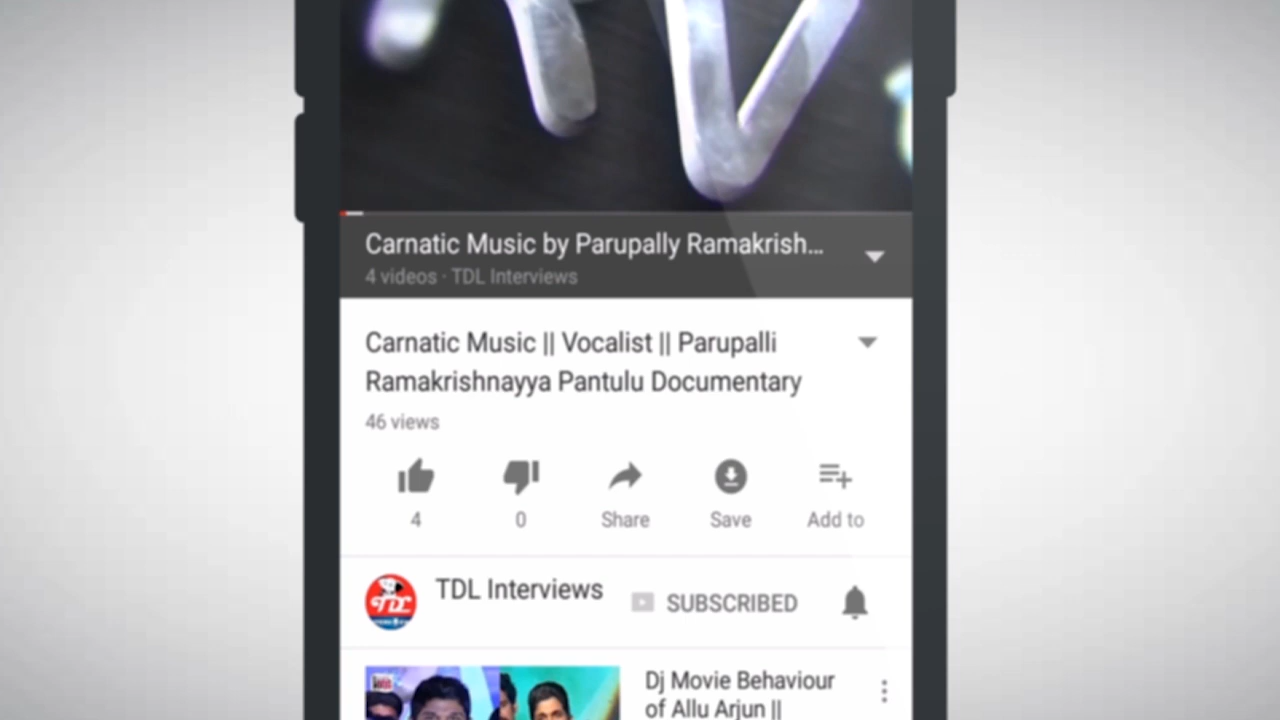 Carnatic Music by Parupally Ramakrish...
4 videos · TDL Interviews
Carnatic Music || Vocalist || Parupalli
Ramakrishnayya Pantulu Documentary
46 views
4
0
Share
Save
Add to
TDL
TDL Interviews
SUBSCRIBED
Dj Movie Behaviour
of Allu Arjun ||